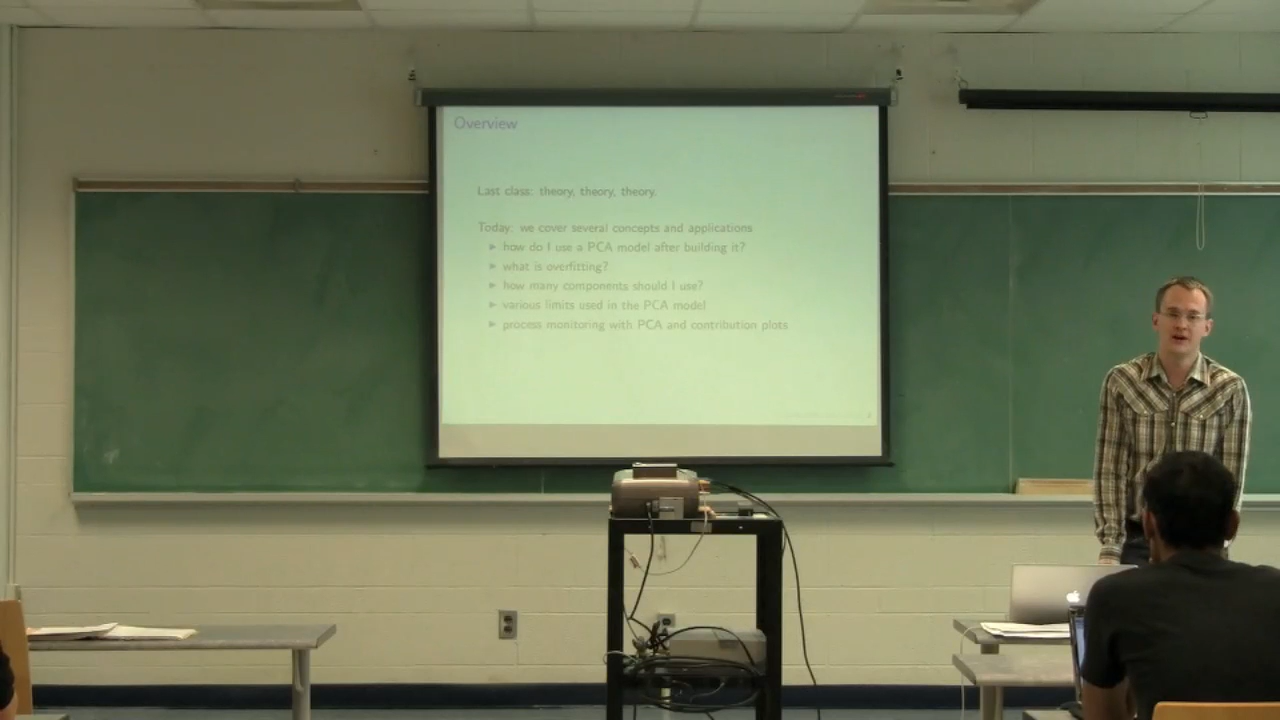 Overview
Last class: theory, theory, theory.
Today: we cover several concepts and applications
► how do I use a PCA model after building it?
► what is overfitting?
► how many components should I use?
► various limits used in the PCA model
► process monitoring with PCA and contribution plots